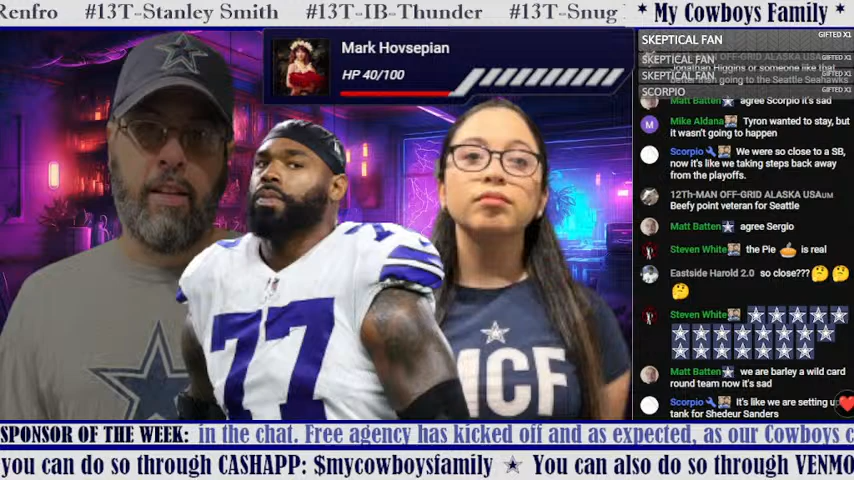 Renfro #13T-Stanley Smith #13T-IB-Thunder #13T-Snug
* My Cowboys Family *
Mark Hovsepian
HP 40/100
SKEPTICAL FAN GIFTED X1
SKEPTICAL FAN GIFTED X1
SKEPTICAL FAN GIFTED X1
SCORPIO GIFTED X1
Matt Batten agree Scorpio it's sad
M
Mike Aldana Tyron wanted to stay, but
it wasn't going to happen
Scorpio We were so close to a SB,
now it's like we taking steps back away
from the playoffs.
12Th-MAN OFF-GRID ALASKA USA
Beefy point veteran for Seattle
Matt Batten agree Sergio
Steven White the Pie is real
Eastside Harold 2.0 so close???
Steven White
Matt Batten we are barley a wild card
round team now it's sad
Scorpio It's like we are setting up
tank for Shedeur Sanders
77
77
MCF
SPONSOR OF THE WEEK: in the chat. Free agency has kicked off and as expected, as our Cowboys c
you can do so through CASHAPP: $mycowboysfamily You can also do so through VENMO